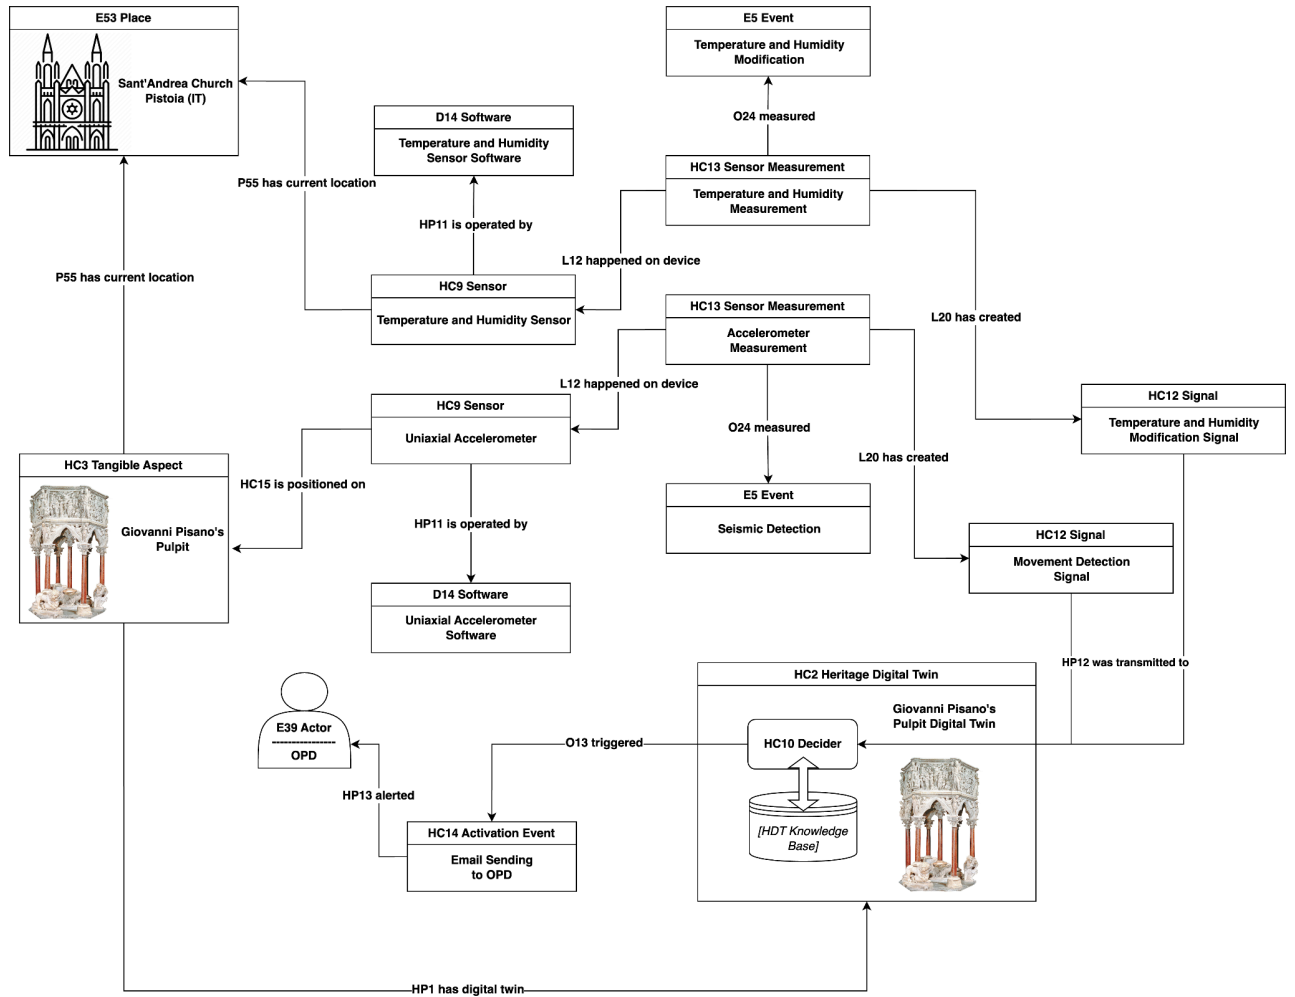 E53 Place
Sant'Andrea Church
Pistoia (IT)
E5 Event
Temperature and Humidity
Modification
O24 measured
D14 Software
Temperature and Humidity
Sensor Software
HC13 Sensor Measurement
Temperature and Humidity
Measurement
P55 has current location
HP11 is operated by
L12 happened on device
P55 has current location
HC9 Sensor
Temperature and Humidity Sensor
HC13 Sensor Measurement
Accelerometer
Measurement
L20 has created
L12 happened on device
HC9 Sensor
Uniaxial Accelerometer
O24 measured
HC12 Signal
Temperature and Humidity
Modification Signal
L20 has created
HC3 Tangible Aspect
Giovanni Pisano's
Pulpit
HC15 is positioned on
HP11 is operated by
E5 Event
Seismic Detection
HC12 Signal
Movement Detection
Signal
D14 Software
Uniaxial Accelerometer
Software
HP12 was transmitted to
HC2 Heritage Digital Twin
Giovanni Pisano's
Pulpit Digital Twin
HC10 Decider
[HDT Knowledge
Base]
O13 triggered
E39 Actor
------------------
OPD
HP13 alerted
HC14 Activation Event
Email Sending
to OPD
HP1 has digital twin